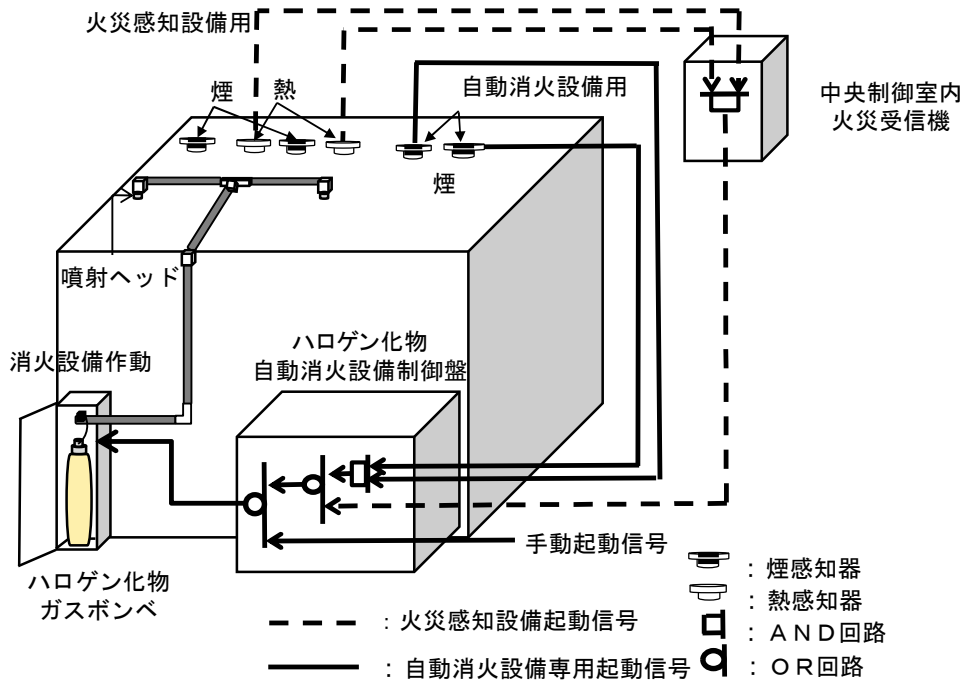 火災感知設備用
煙
熱
自動消火設備用
中央制御室内
火災受信機
煙
噴射ヘッド
ハロゲン化物
自動消火設備制御盤
消火設備作動
手動起動信号
ハロゲン化物
ガスボンベ
：煙感知器
：熱感知器
：ＡＮＤ回路
：ＯＲ回路
：火災感知設備起動信号
：自動消火設備専用起動信号